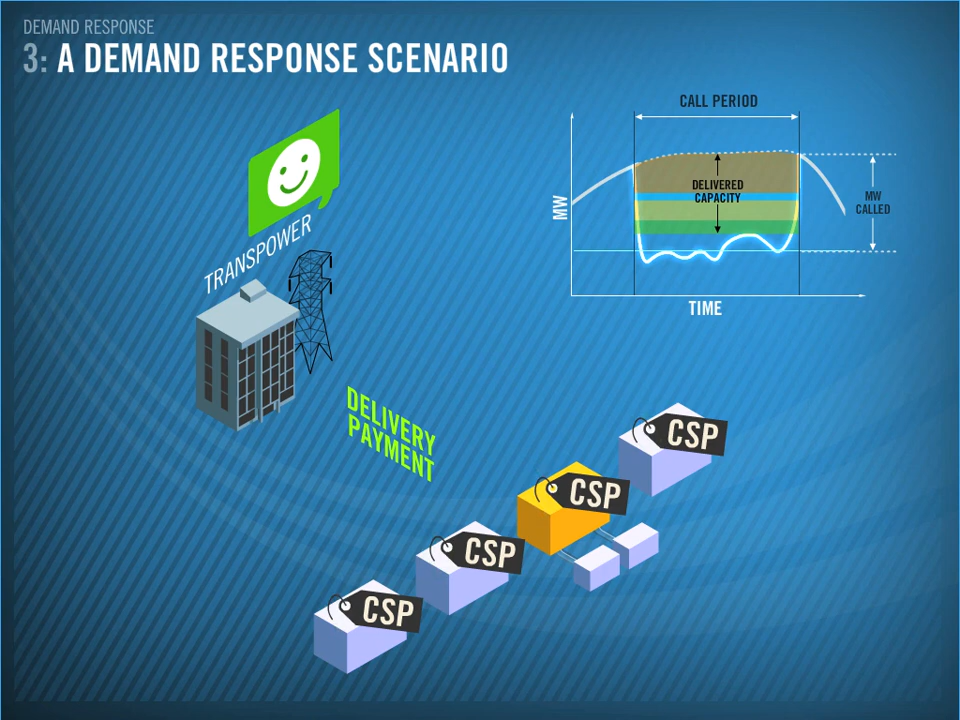 DEMAND RESPONSE
3: A DEMAND RESPONSE SCENARIO
CALL PERIOD
MW
DELIVERED
CAPACITY
MW
CALLED
TIME
TRANSPOWER
DELIVERY
PAYMENT
CSP
CSP
CSP
CSP